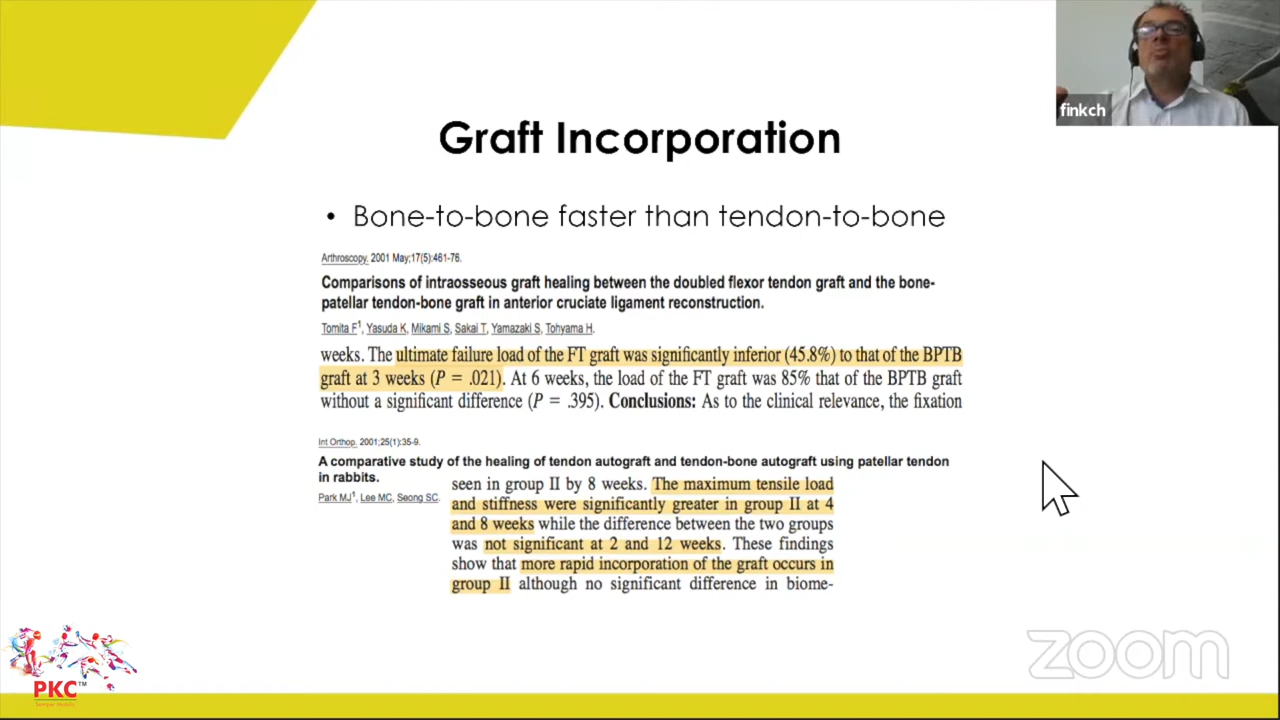 finkch
Graft Incorporation
• Bone-to-bone faster than tendon-to-bone
Arthroscopy. 2001 May;17(5):461-76.
Comparisons of intraosseous graft healing between the doubled flexor tendon graft and the bone-
patellar tendon-bone graft in anterior cruciate ligament reconstruction.
Tomita F1, Yasuda K, Mikami S, Sakai T, Yamazaki S, Tohyama H.
weeks. The ultimate failure load of the FT graft was significantly inferior (45.8%) to that of the BPTB
graft at 3 weeks (P = .021). At 6 weeks, the load of the FT graft was 85% that of the BPTB graft
without a significant difference (P = .395). Conclusions: As to the clinical relevance, the fixation
Int Orthop. 2001;25(1):35-9.
A comparative study of the healing of tendon autograft and tendon-bone autograft using patellar tendon
in rabbits.
Park MJ1, Lee MC, Seong SC.
seen in group II by 8 weeks. The maximum tensile load
and stiffness were significantly greater in group II at 4
and 8 weeks while the difference between the two groups
was not significant at 2 and 12 weeks. These findings
show that more rapid incorporation of the graft occurs in
group II although no significant difference in biome-
zoom
PKC™
Semper Mobilis